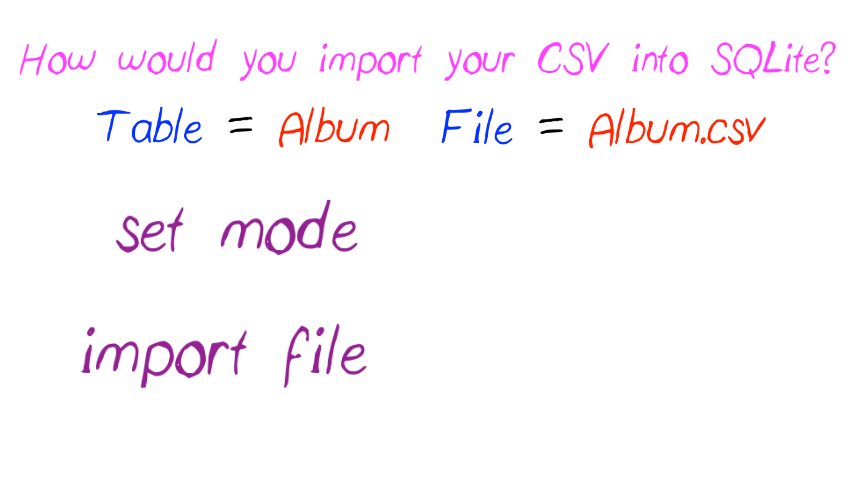 How would you import your CSV into SQLite?
Table = Album File = Album.csv
set mode
import file